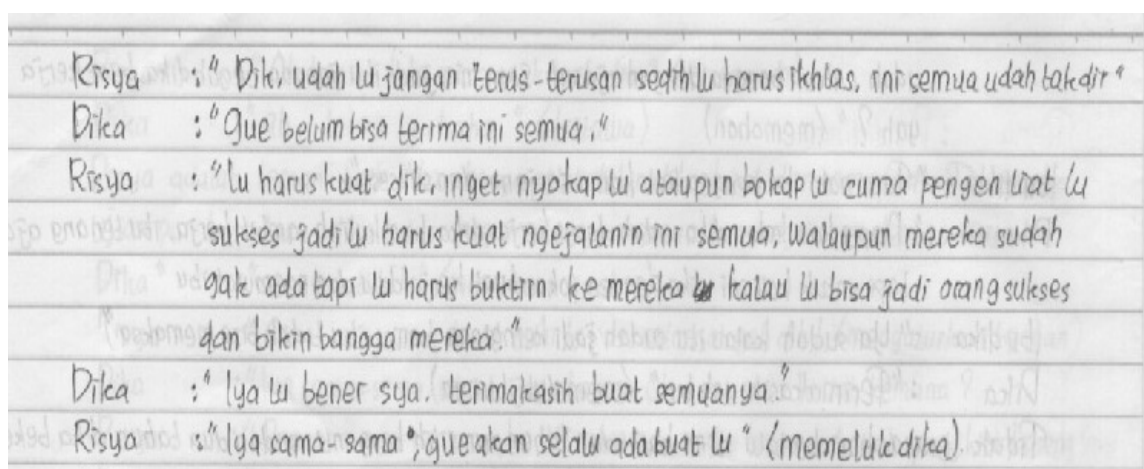 Risya : " Dik. udah lu jangan terus-terusan sedih lu harus ikhlas. ini semua udah takdir "
Dika : " gue belum bisa terima ini semua. "
Risya : " lu harus kuat dik. inget nyokap lu ataupun bokap lu cuma pengen liat lu
sukses jadi lu harus kuat ngejalanin ini semua. walaupun mereka sudah
gak ada tapi lu harus buktiin ke mereka kalau lu bisa jadi orang sukses
dan bikin bangga mereka. "
Dika : " Iya lu bener sya. terimakasih buat semuanya. "
Risya : " Iya sama-sama", gue akan selalu ada buat lu " (memeluk dika).